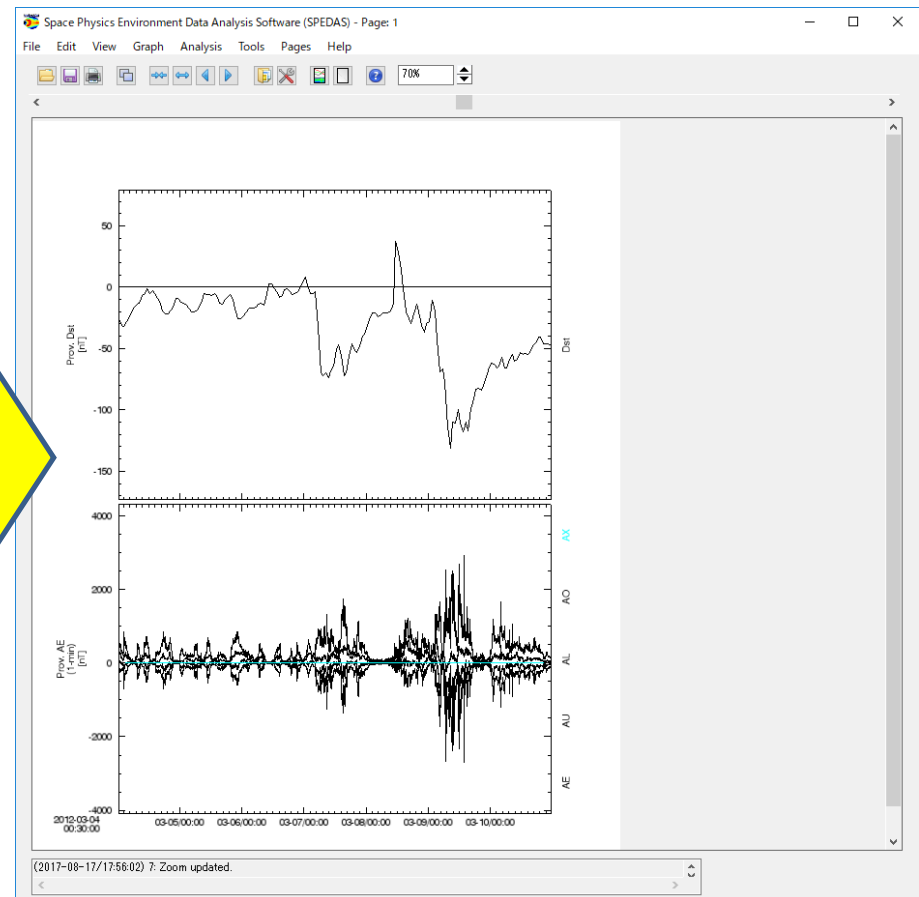 Space Physics Environment Data Analysis Software (SPEDAS) - Page: 1
File Edit View Graph Analysis Tools Pages Help
70%
50
0
-50
-100
-150
Prov. Dst
[nT]
Dst
4000
2000
0
-2000
-4000
Prov. AE
(1-min)
[nT]
AX
AO
AL
AU
AE
2012-03-04
00:30:00
03-05/00:00 03-06/00:00 03-07/00:00 03-08/00:00 03-09/00:00 03-10/00:00
(2017-08-17/17:56:02) 7: Zoom updated.